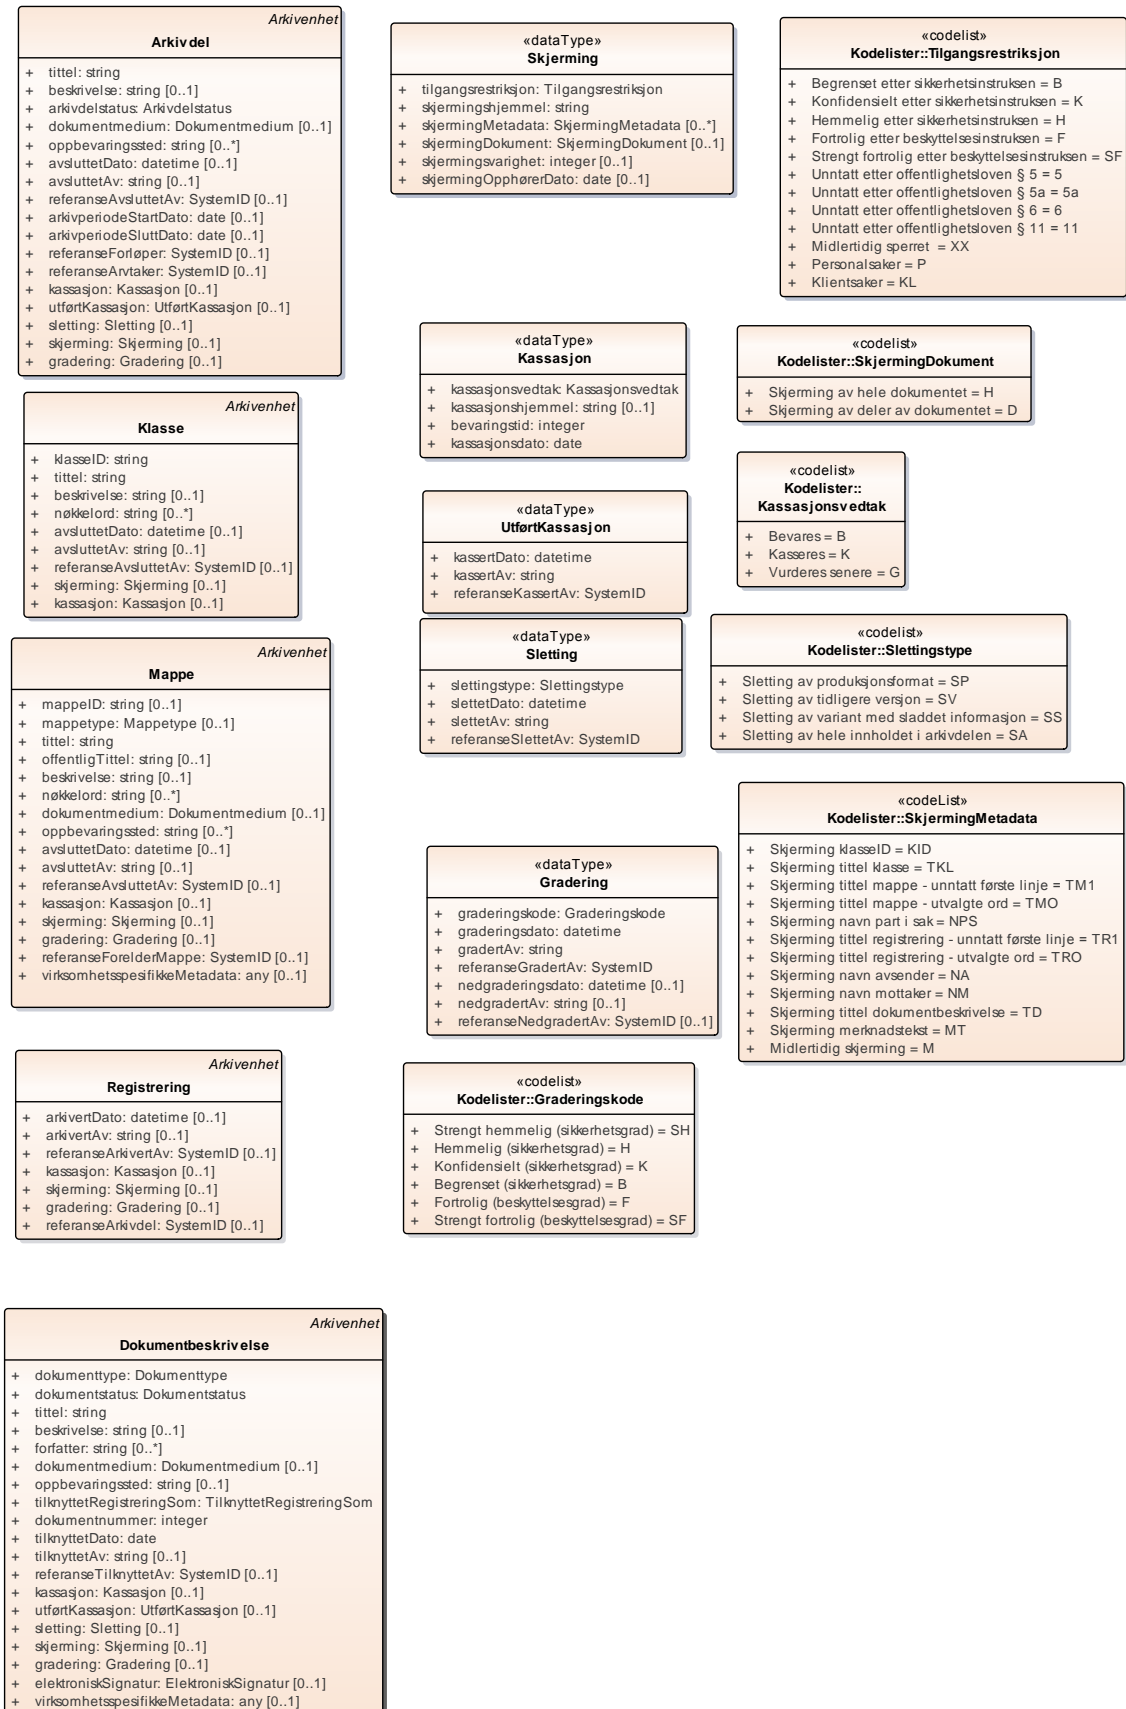 Arkivenhet
Arkivdel
+ tittel: string
+ beskrivelse: string [0..1]
+ arkivdelstatus: Arkivdelstatus
+ dokumentmedium: Dokumentmedium [0..1]
+ oppbevaringssted: string [0..*]
+ avsluttetDato: datetime [0..1]
+ avsluttetAv: string [0..1]
+ referanseAvsluttetAv: SystemID [0..1]
+ arkivperiodeStartDato: date [0..1]
+ arkivperiodeSluttDato: date [0..1]
+ referanseForløper: SystemID [0..1]
+ referanseArvtaker: SystemID [0..1]
+ kassasjon: Kassasjon [0..1]
+ utførtKassasjon: UtførtKassasjon [0..1]
+ sletting: Sletting [0..1]
+ skjerming: Skjerming [0..1]
+ gradering: Gradering [0..1]
Arkivenhet
Klasse
+ klasseID: string
+ tittel: string
+ beskrivelse: string [0..1]
+ nøkkelord: string [0..*]
+ avsluttetDato: datetime [0..1]
+ avsluttetAv: string [0..1]
+ referanseAvsluttetAv: SystemID [0..1]
+ skjerming: Skjerming [0..1]
+ kassasjon: Kassasjon [0..1]
Arkivenhet
Mappe
+ mappeID: string [0..1]
+ mappetype: Mappetype [0..1]
+ tittel: string
+ offentligTittel: string [0..1]
+ beskrivelse: string [0..1]
+ nøkkelord: string [0..*]
+ dokumentmedium: Dokumentmedium [0..1]
+ oppbevaringssted: string [0..*]
+ avsluttetDato: datetime [0..1]
+ avsluttetAv: string [0..1]
+ referanseAvsluttetAv: SystemID [0..1]
+ kassasjon: Kassasjon [0..1]
+ skjerming: Skjerming [0..1]
+ gradering: Gradering [0..1]
+ referanseForelderMappe: SystemID [0..1]
+ virksomhetsspesifikkeMetadata: any [0..1]
Arkivenhet
Registrering
+ arkivertDato: datetime [0..1]
+ arkivertAv: string [0..1]
+ referanseArkivertAv: SystemID [0..1]
+ kassasjon: Kassasjon [0..1]
+ skjerming: Skjerming [0..1]
+ gradering: Gradering [0..1]
+ referanseArkivdel: SystemID [0..1]
Arkivenhet
Dokumentbeskrivelse
+ dokumenttype: Dokumenttype
+ dokumentstatus: Dokumentstatus
+ tittel: string
+ beskrivelse: string [0..1]
+ forfatter: string [0..*]
+ dokumentmedium: Dokumentmedium [0..1]
+ oppbevaringssted: string [0..1]
+ tilknyttetRegistreringSom: TilknyttetRegistreringSom
+ dokumentnummer: integer
+ tilknyttetDato: date
+ tilknyttetAv: string [0..1]
+ referanseTilknyttetAv: SystemID [0..1]
+ kassasjon: Kassasjon [0..1]
+ utførtKassasjon: UtførtKassasjon [0..1]
+ sletting: Sletting [0..1]
+ skjerming: Skjerming [0..1]
+ gradering: Gradering [0..1]
+ elektroniskSignatur: ElektroniskSignatur [0..1]
+ virksomhetsspesifikkeMetadata: any [0..1]
«dataType»
Skjerming
+ tilgangsrestriksjon: Tilgangsrestriksjon
+ skjermingshjemmel: string
+ skjermingMetadata: SkjermingMetadata [0..*]
+ skjermingDokument: SkjermingDokument [0..1]
+ skjermingsvarighet: integer [0..1]
+ skjermingOpphørerDato: date [0..1]
«dataType»
Kassasjon
+ kassasjonsvedtak: Kassasjonsvedtak
+ kassasjonshjemmel: string [0..1]
+ bevaringstid: integer
+ kassasjonsdato: date
«dataType»
UtførtKassasjon
+ kassertDato: datetime
+ kassertAv: string
+ referanseKassertAv: SystemID
«dataType»
Sletting
+ slettingstype: Slettingstype
+ slettetDato: datetime
+ slettetAv: string
+ referanseSlettetAv: SystemID
«dataType»
Gradering
+ graderingskode: Graderingskode
+ graderingsdato: datetime
+ gradertAv: string
+ referanseGradertAv: SystemID
+ nedgraderingsdato: datetime [0..1]
+ nedgradertAv: string [0..1]
+ referanseNedgradertAv: SystemID [0..1]
«codelist»
Kodelister::Graderingskode
+ Strengt hemmelig (sikkerhetsgrad) = SH
+ Hemmelig (sikkerhetsgrad) = H
+ Konfidensielt (sikkerhetsgrad) = K
+ Begrenset (sikkerhetsgrad) = B
+ Fortrolig (beskyttelsesgrad) = F
+ Strengt fortrolig (beskyttelsesgrad) = SF
«codelist»
Kodelister::Tilgangsrestriksjon
+ Begrenset etter sikkerhetsinstruksen = B
+ Konfidensielt etter sikkerhetsinstruksen = K
+ Hemmelig etter sikkerhetsinstruksen = H
+ Fortrolig etter beskyttelsesinstruksen = F
+ Strengt fortrolig etter beskyttelsesinstruksen = SF
+ Unntatt etter offentlighetsloven § 5 = 5
+ Unntatt etter offentlighetsloven § 5a = 5a
+ Unntatt etter offentlighetsloven § 6 = 6
+ Unntatt etter offentlighetsloven § 11 = 11
+ Midlertidig sperret = XX
+ Personalsaker = P
+ Klientsaker = KL
«codelist»
Kodelister::SkjermingDokument
+ Skjerming av hele dokumentet = H
+ Skjerming av deler av dokumentet = D
«codelist»
Kodelister::
Kassasjonsvedtak
+ Bevares = B
+ Kasseres = K
+ Vurderes senere = G
«codelist»
Kodelister::Slettingstype
+ Sletting av produksjonsformat = SP
+ Sletting av tidligere versjon = SV
+ Sletting av variant med sladdet informasjon = SS
+ Sletting av hele innholdet i arkivdelen = SA
«codeList»
Kodelister::SkjermingMetadata
+ Skjerming klasseID = KID
+ Skjerming tittel klasse = TKL
+ Skjerming tittel mappe - unntatt første linje = TM1
+ Skjerming tittel mappe - utvalgte ord = TMO
+ Skjerming navn part i sak = NPS
+ Skjerming tittel registrering - unntatt første linje = TR1
+ Skjerming tittel registrering - utvalgte ord = TRO
+ Skjerming navn avsender = NA
+ Skjerming navn mottaker = NM
+ Skjerming tittel dokumentbeskrivelse = TD
+ Skjerming merknadstekst = MT
+ Midlertidig skjerming = M